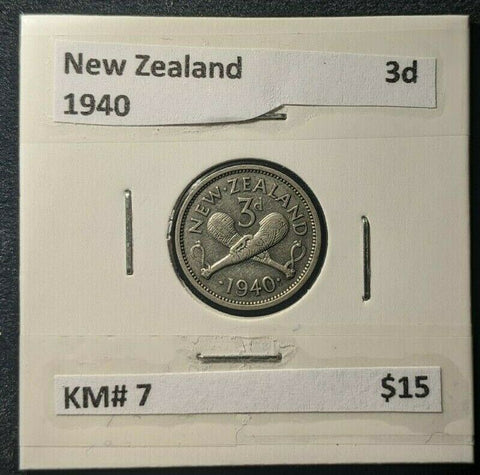 New Zealand 3d
1940
NEW·ZEALAND
3d
·1940·
KM# 7 $15